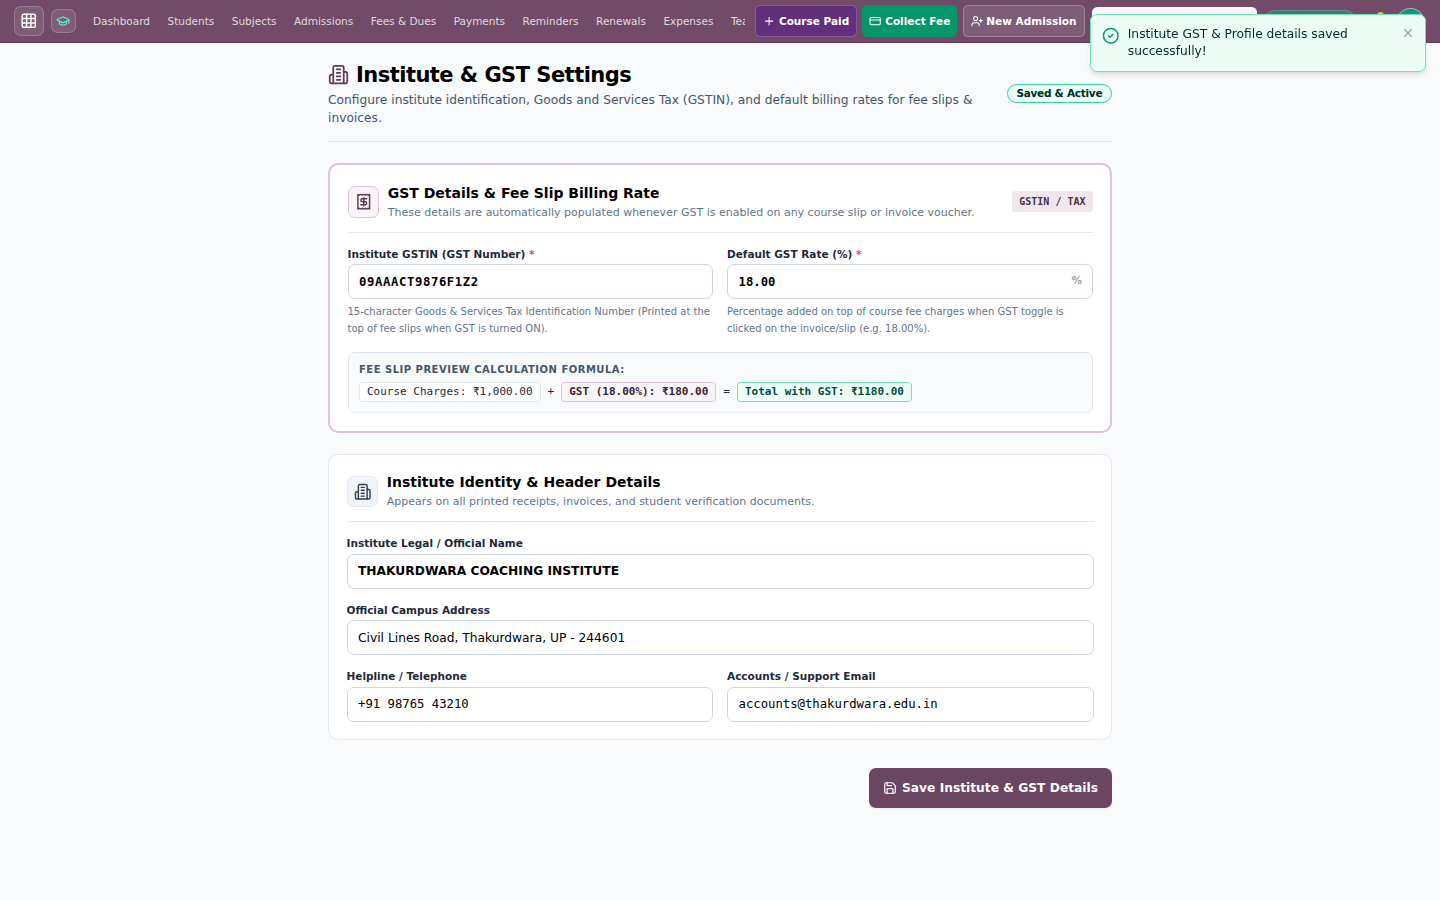 Dashboard Students Subjects Admissions Fees & Dues Payments Reminders Renewals Expenses
+ Course Paid
Collect Fee
New Admission
Institute GST & Profile details saved
successfully!
Institute & GST Settings
Configure institute identification, Goods and Services Tax (GSTIN), and default billing rates for fee slips &
invoices.
Saved & Active
GST Details & Fee Slip Billing Rate
These details are automatically populated whenever GST is enabled on any course slip or invoice voucher.
GSTIN / TAX
Institute GSTIN (GST Number) *
09AAACT9876F1Z2
15-character Goods & Services Tax Identification Number (Printed at the
top of fee slips when GST is turned ON).
Default GST Rate (%) *
18.00 %
Percentage added on top of course fee charges when GST toggle is
clicked on the invoice/slip (e.g. 18.00%).
FEE SLIP PREVIEW CALCULATION FORMULA:
Course Charges: ₹1,000.00 + GST (18.00%): ₹180.00 = Total with GST: ₹1180.00
Institute Identity & Header Details
Appears on all printed receipts, invoices, and student verification documents.
Institute Legal / Official Name
THAKURDWARA COACHING INSTITUTE
Official Campus Address
Civil Lines Road, Thakurdwara, UP - 244601
Helpline / Telephone
+91 98765 43210
Accounts / Support Email
accounts@thakurdwara.edu.in
Save Institute & GST Details